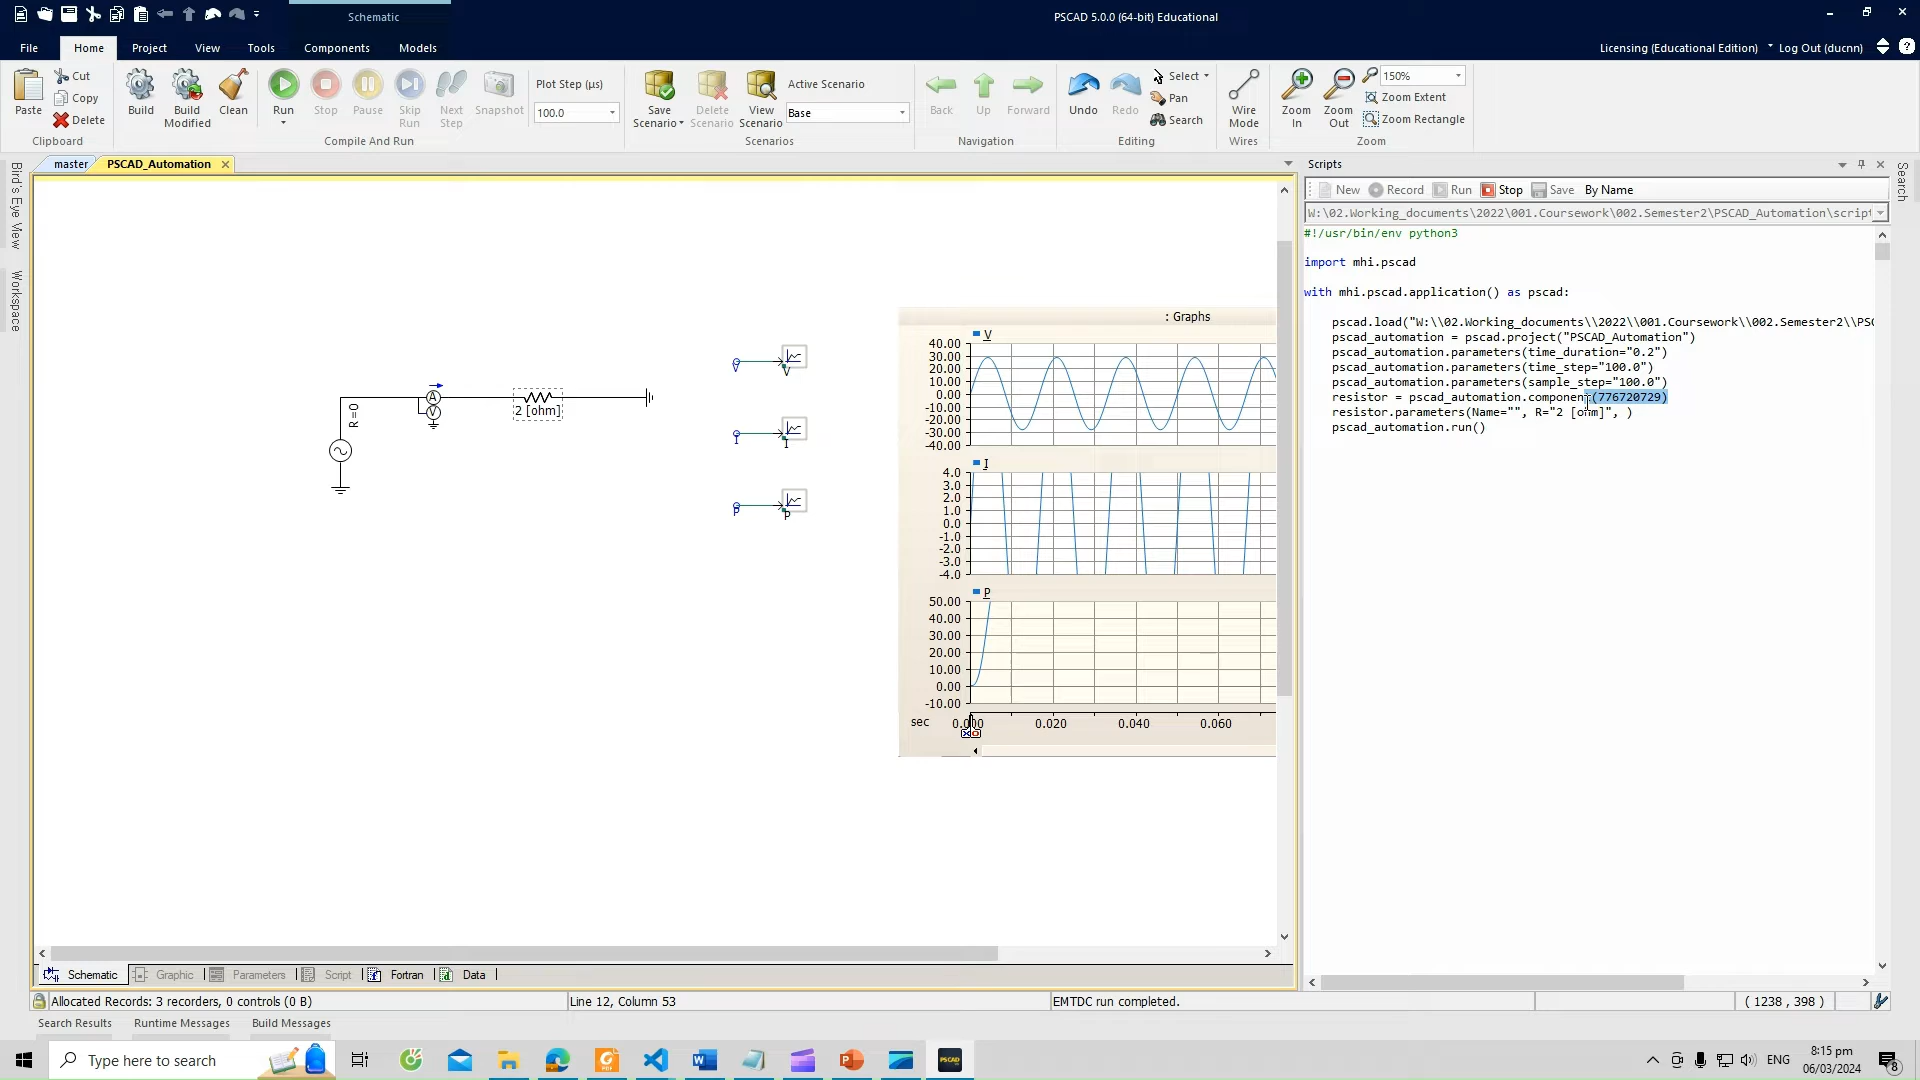 Schematic
PSCAD 5.0.0 (64-bit) Educational
File Home Project View Tools Components Models
Licensing (Educational Edition) Log Out (ducnn)
Paste
Cut
Copy
Delete
Clipboard
Build
Build Modified
Clean
Run
Stop
Pause
Skip Run
Next Step
Snapshot
Plot Step (µs)
100.0
Compile And Run
Save Scenario
Delete Scenario
View Scenario
Active Scenario
Base
Scenarios
Back
Up
Forward
Navigation
Undo
Redo
Select
Pan
Search
Editing
Wire Mode
Wires
Zoom In
Zoom Out
150%
Zoom Extent
Zoom Rectangle
Zoom
master
PSCAD_Automation
Bird's Eye View
Workspace
R=0
A
V
2 [ohm]
V
V
I
I
P
P
: Graphs
V
40.00
30.00
20.00
10.00
0.00
-10.00
-20.00
-30.00
-40.00
I
4.0
3.0
2.0
1.0
0.0
-1.0
-2.0
-3.0
-4.0
P
50.00
40.00
30.00
20.00
10.00
0.00
-10.00
sec 0.000 0.020 0.040 0.060
Scripts
Search
New Record Run Stop Save By Name
W:\02.Working_documents\2022\001.Coursework\002.Semester2\PSCAD_Automation\script
#!/usr/bin/env python3
import mhi.pscad
with mhi.pscad.application() as pscad:
pscad.load("W:\\02.Working_documents\\2022\\001.Coursework\\002.Semester2\\PSC
pscad_automation = pscad.project("PSCAD_Automation")
pscad_automation.parameters(time_duration="0.2")
pscad_automation.parameters(time_step="100.0")
pscad_automation.parameters(sample_step="100.0")
resistor = pscad_automation.component(776720729)
resistor.parameters(Name="", R="2 [ohm]", )
pscad_automation.run()
Schematic Graphic Parameters Script Fortran Data
Allocated Records: 3 recorders, 0 controls (0 B)
Line 12, Column 53
EMTDC run completed.
( 1238 , 398 )
Search Results Runtime Messages Build Messages
Type here to search
PSCAD
ENG
8:15 pm
06/03/2024
8